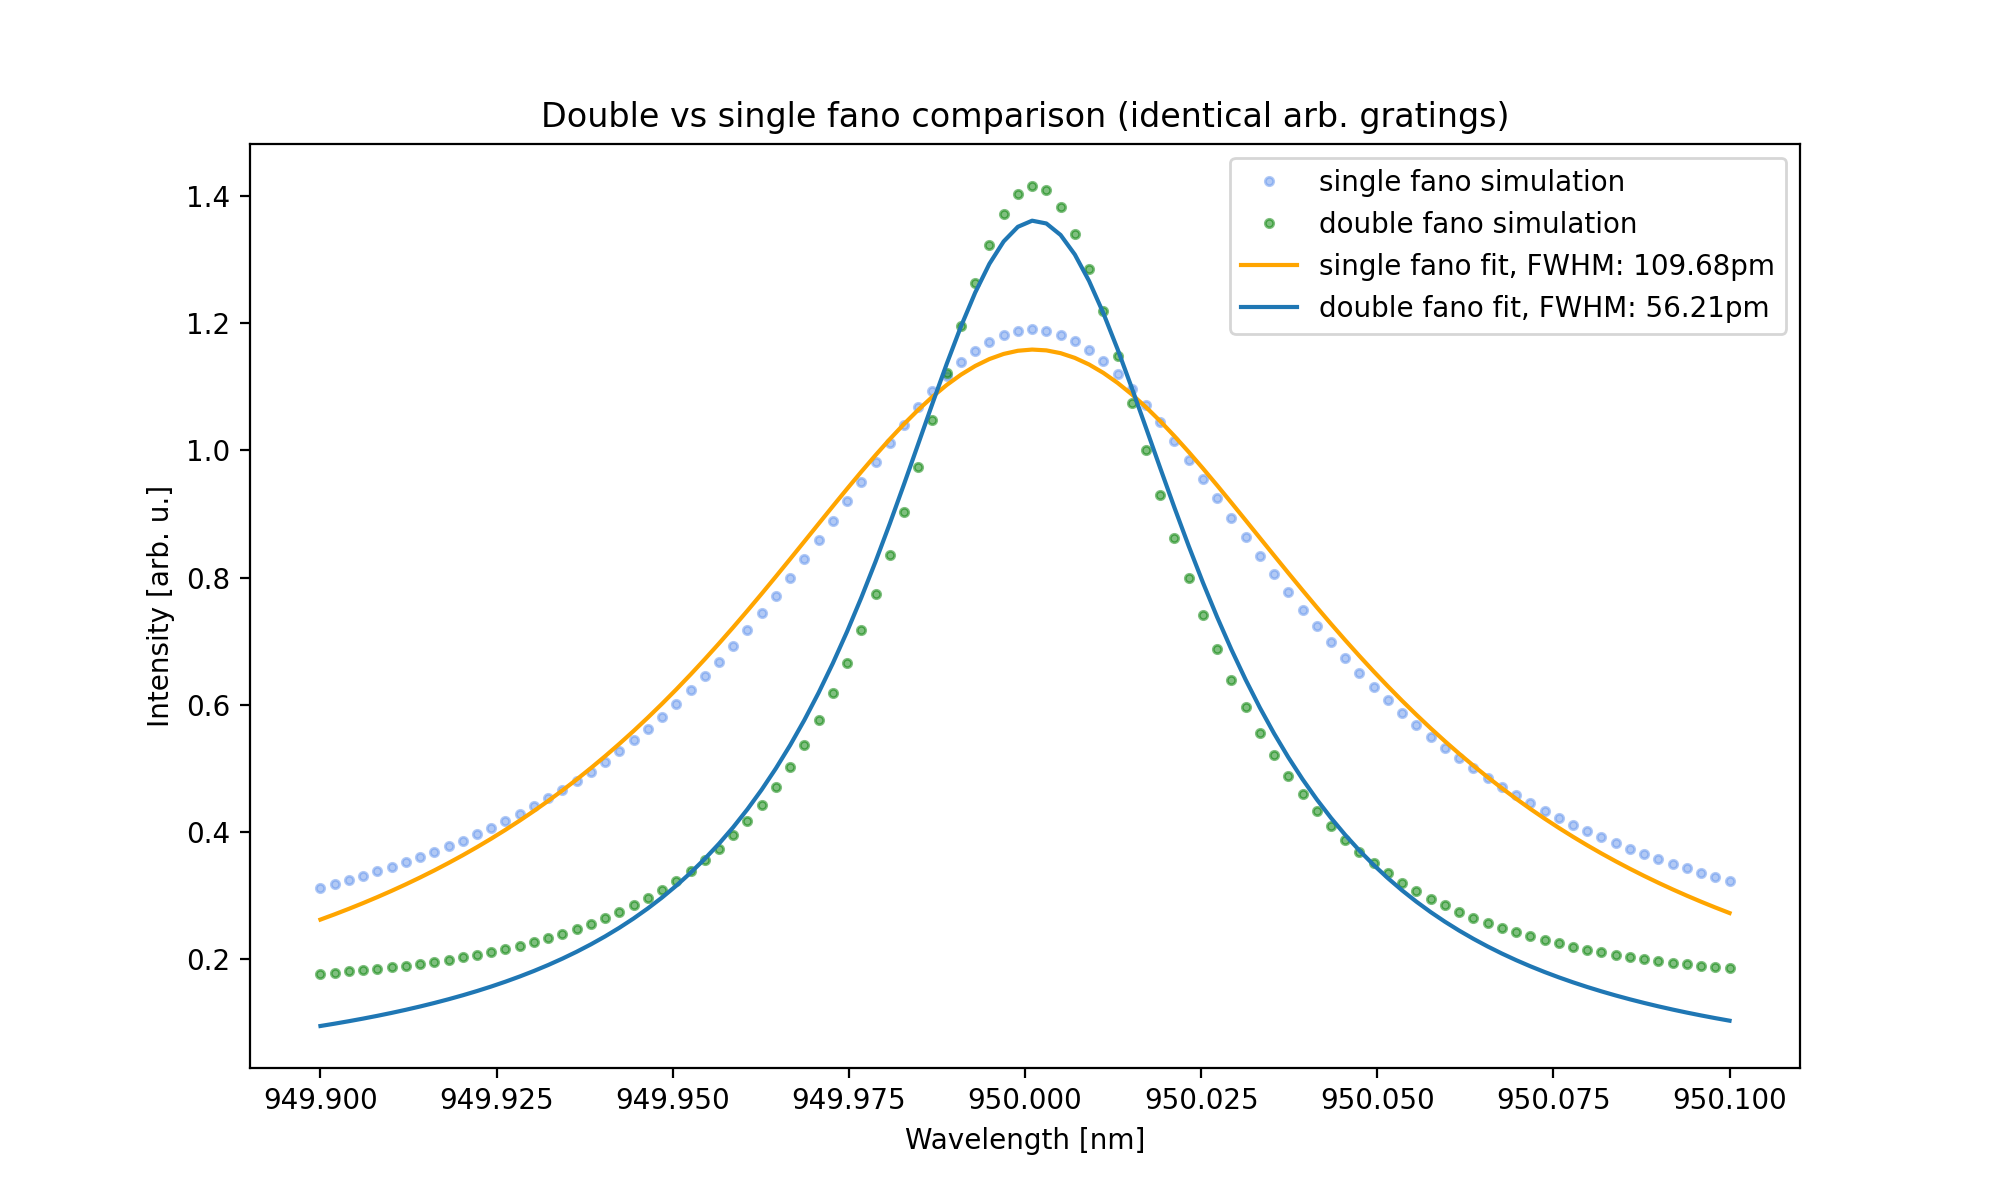 Double vs single fano comparison (identical arb. gratings)
single fano simulation
double fano simulation
single fano fit, FWHM: 109.68pm
double fano fit, FWHM: 56.21pm
Intensity [arb. u.]
1.4
1.2
1.0
0.8
0.6
0.4
0.2
949.900 949.925 949.950 949.975 950.000 950.025 950.050 950.075 950.100
Wavelength [nm]